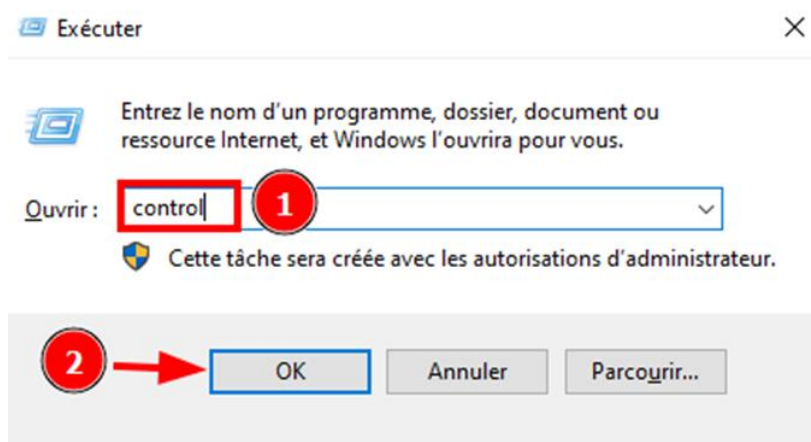 Exécuter
Entrez le nom d'un programme, dossier, document ou
ressource Internet, et Windows l'ouvrira pour vous.
Ouvrir : control 1
Cette tâche sera créée avec les autorisations d'administrateur.
2 OK Annuler Parcourir...